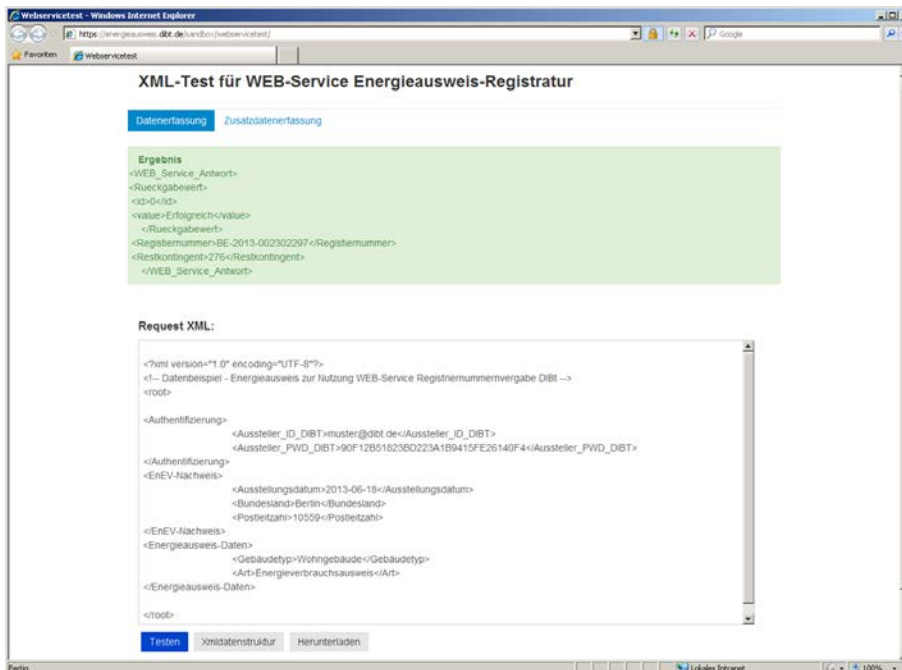 Webservicetest - Windows Internet Explorer
https://energieausweis.dibt.de/sandbox/webservicetest/
Google
Favoriten
Webservicetest
XML-Test für WEB-Service Energieausweis-Registratur
Datenerfassung
Zusatzdatenerfassung
Ergebnis
<WEB_Service_Antwort>
<Rueckgabewert>
<id>0</id>
<value>Erfolgreich</value>
</Rueckgabewert>
<Registriernummer>BE-2013-002302297</Registriernummer>
<Restkontingent>276</Restkontingent>
</WEB_Service_Antwort>
Request XML:
<?xml version="1.0" encoding="UTF-8"?>
<!-- Datenbeispiel - Energieausweis zur Nutzung WEB-Service Registriernummernvergabe DIBt -->
<root>
<Authentifizierung>
<Aussteller_ID_DIBT>muster@dibt.de</Aussteller_ID_DIBT>
<Aussteller_PWD_DIBT>90F12B51823BD223A1B9415FE26140F4</Aussteller_PWD_DIBT>
</Authentifizierung>
<EnEV-Nachweis>
<Ausstellungsdatum>2013-06-18</Ausstellungsdatum>
<Bundesland>Berlin</Bundesland>
<Postleitzahl>10559</Postleitzahl>
</EnEV-Nachweis>
<Energieausweis-Daten>
<Gebäudetyp>Wohngebäude</Gebäudetyp>
<Art>Energieverbrauchsausweis</Art>
</Energieausweis-Daten>
</root>
Testen
Xmldatenstruktur
Herunterladen
Fertig
Lokales Intranet
100%